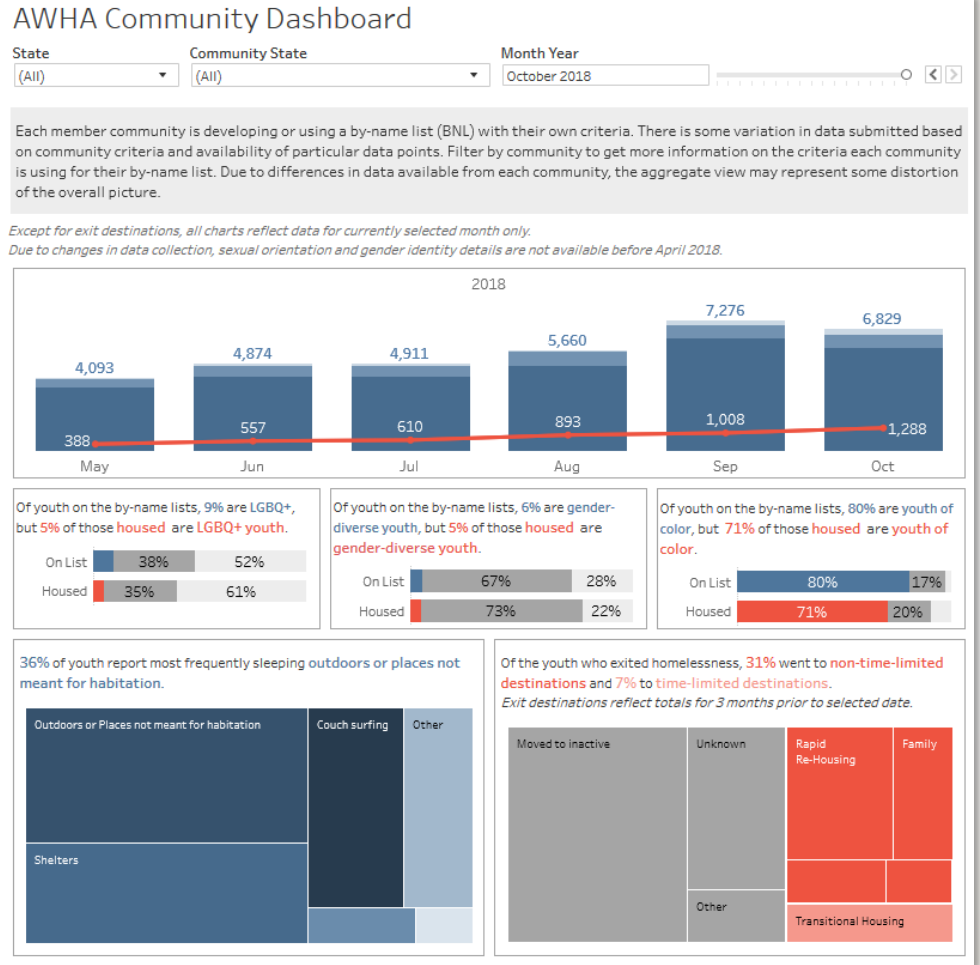 AWHA Community Dashboard
State
Community State
Month Year
(All)
(All)
October 2018
Each member community is developing or using a by-name list (BNL) with their own criteria. There is some variation in data submitted based
on community criteria and availability of particular data points. Filter by community to get more information on the criteria each community
is using for their by-name list. Due to differences in data available from each community, the aggregate view may represent some distortion
of the overall picture.
Except for exit destinations, all charts reflect data for currently selected month only.
Due to changes in data collection, sexual orientation and gender identity details are not available before April 2018.
2018
4,093
4,874
4,911
5,660
7,276
6,829
388
557
610
893
1,008
1,288
May
Jun
Jul
Aug
Sep
Oct
Of youth on the by-name lists, 9% are LGBQ+,
but 5% of those housed are LGBQ+ youth.
On List
38%
52%
Housed
35%
61%
Of youth on the by-name lists, 6% are gender-
diverse youth, but 5% of those housed are
gender-diverse youth.
On List
67%
28%
Housed
73%
22%
Of youth on the by-name lists, 80% are youth of
color, but 71% of those housed are youth of
color.
On List
80%
17%
Housed
71%
20%
36% of youth report most frequently sleeping outdoors or places not
meant for habitation.
Outdoors or Places not meant for habitation
Couch surfing
Other
Shelters
Of the youth who exited homelessness, 31% went to non-time-limited
destinations and 7% to time-limited destinations.
Exit destinations reflect totals for 3 months prior to selected date.
Moved to inactive
Unknown
Rapid
Re-Housing
Family
Other
Transitional Housing